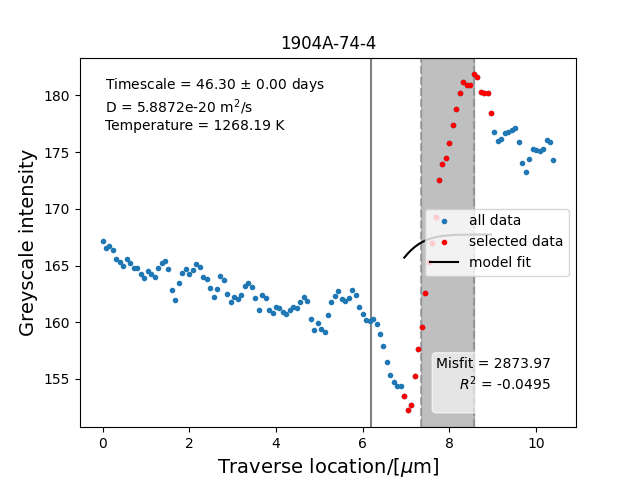 1904A-74-4
Timescale = 46.30 ± 0.00 days
D = 5.8872e-20 m²/s
Temperature = 1268.19 K
Greyscale intensity
180
175
170
165
160
155
all data
selected data
model fit
Misfit = 2873.97
R² = -0.0495
0 2 4 6 8 10
Traverse location/[μm]